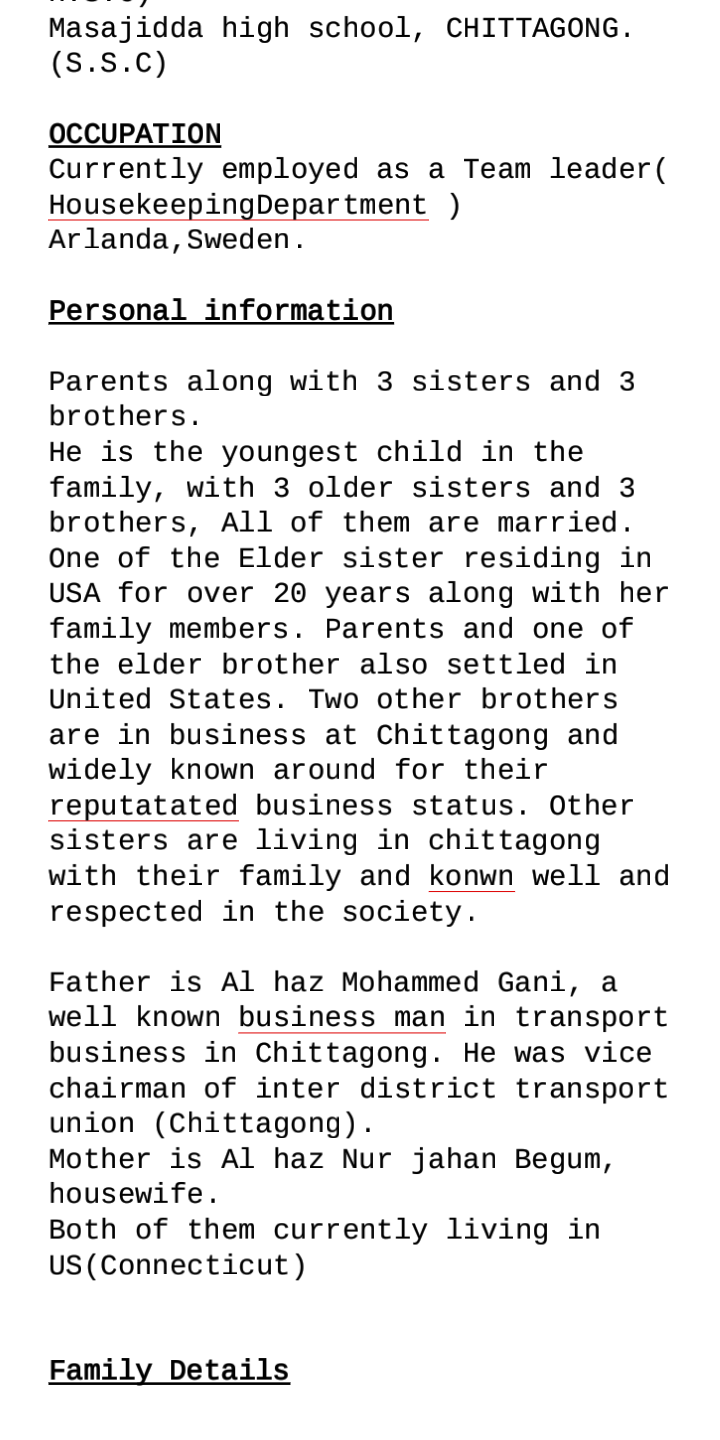 Masajidda high school, CHITTAGONG.
(S.S.C)
OCCUPATION
Currently employed as a Team leader(
HousekeepingDepartment )
Arlanda,Sweden.
Personal information
Parents along with 3 sisters and 3
brothers.
He is the youngest child in the
family, with 3 older sisters and 3
brothers, All of them are married.
One of the Elder sister residing in
USA for over 20 years along with her
family members. Parents and one of
the elder brother also settled in
United States. Two other brothers
are in business at Chittagong and
widely known around for their
reputatated business status. Other
sisters are living in chittagong
with their family and konwn well and
respected in the society.
Father is Al haz Mohammed Gani, a
well known business man in transport
business in Chittagong. He was vice
chairman of inter district transport
union (Chittagong).
Mother is Al haz Nur jahan Begum,
housewife.
Both of them currently living in
US(Connecticut)
Family Details